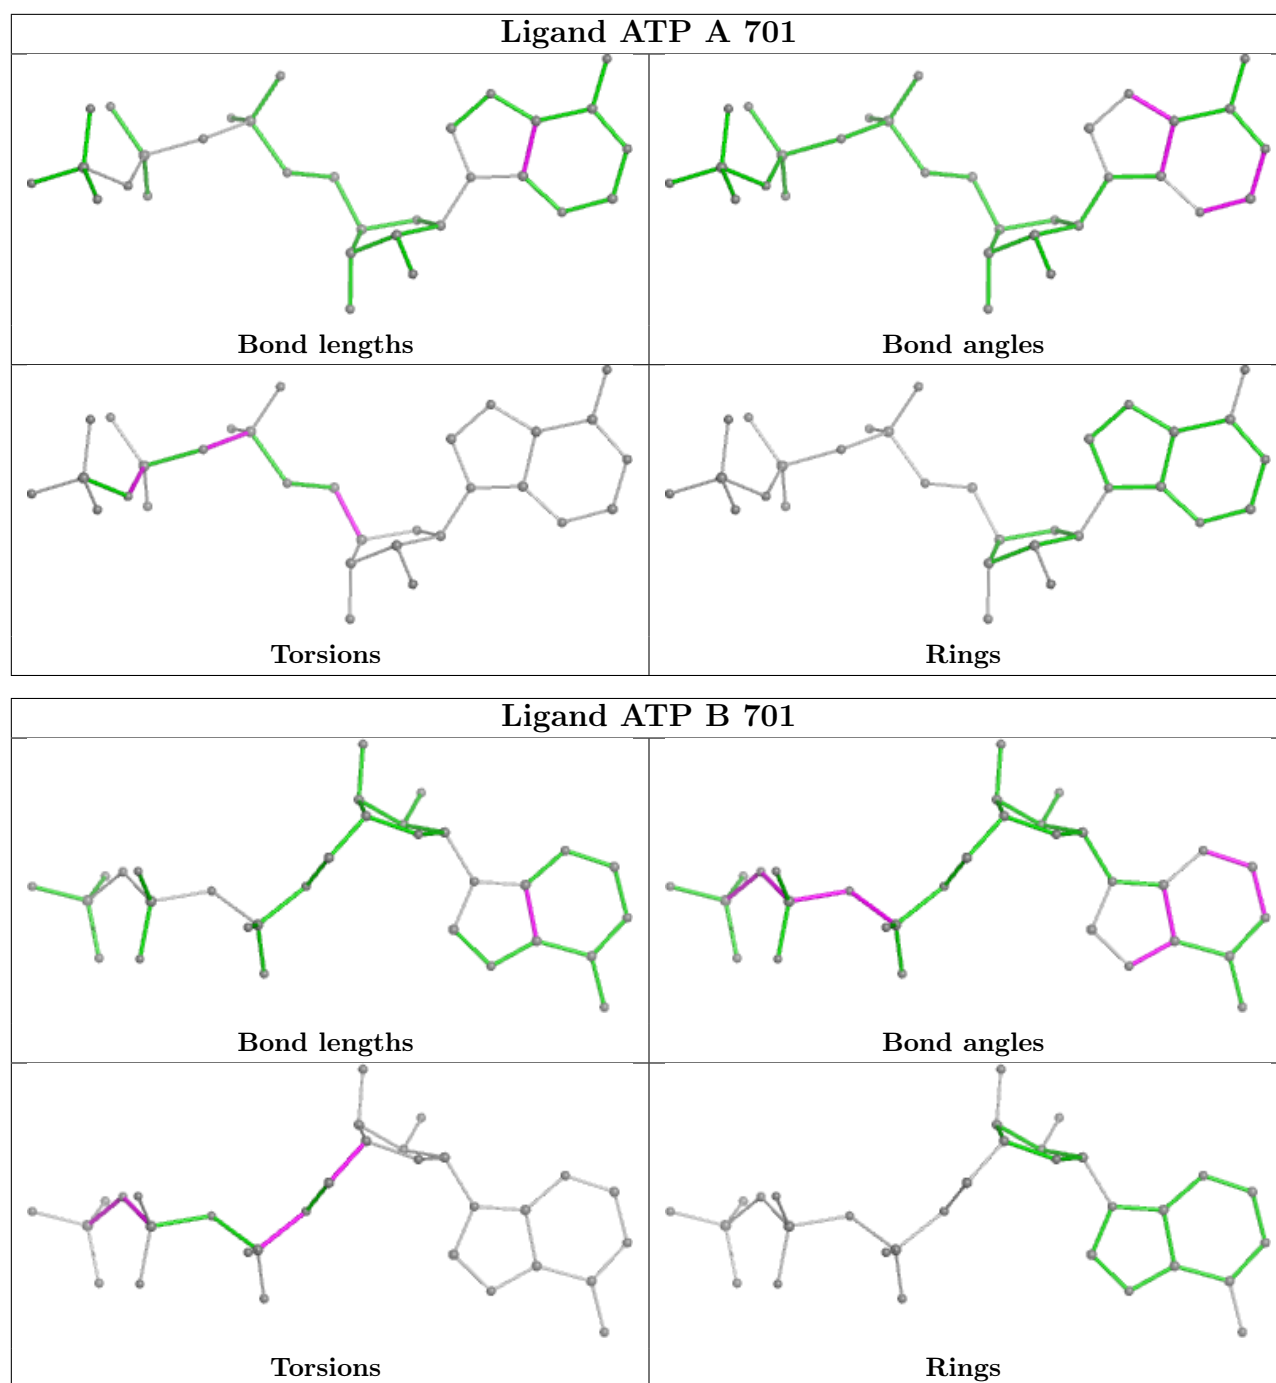 Ligand ATP A 701
Bond lengths
Bond angles
Torsions
Rings
Ligand ATP B 701
Bond lengths
Bond angles
Torsions
Rings